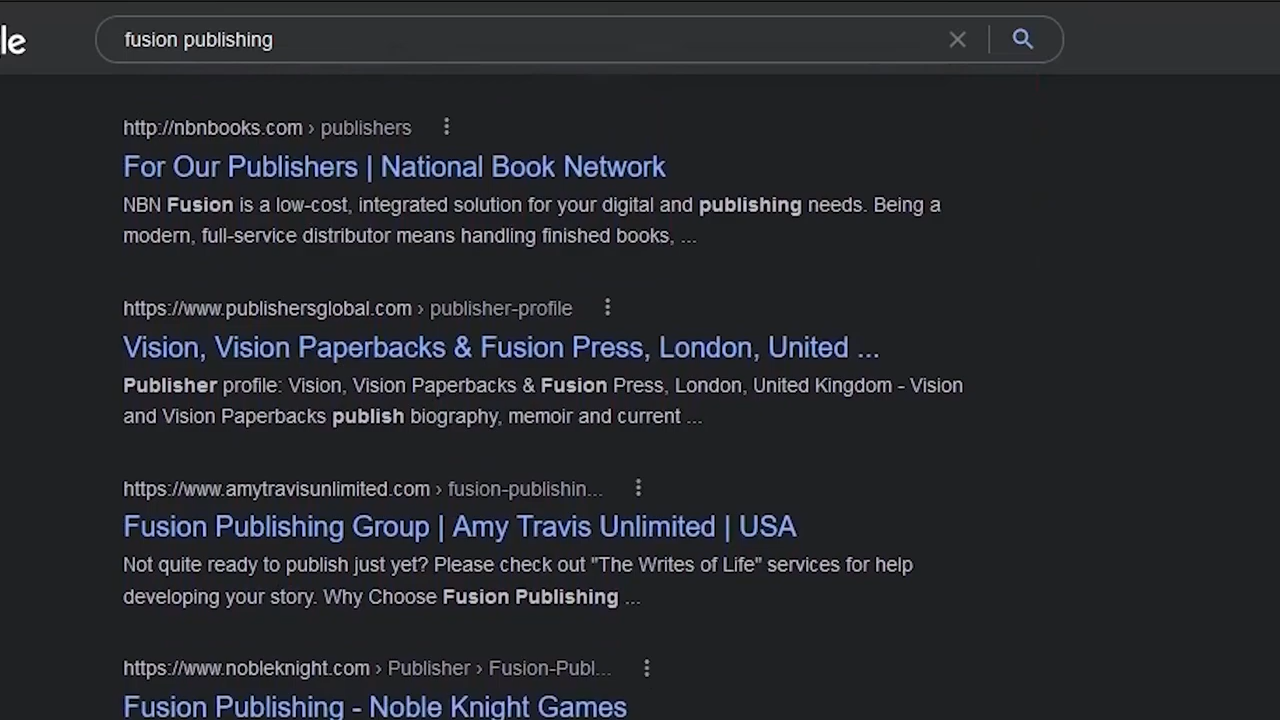 le
fusion publishing
http://nbnbooks.com › publishers
For Our Publishers | National Book Network
NBN Fusion is a low-cost, integrated solution for your digital and publishing needs. Being a
modern, full-service distributor means handling finished books, ...
https://www.publishersglobal.com › publisher-profile
Vision, Vision Paperbacks & Fusion Press, London, United ...
Publisher profile: Vision, Vision Paperbacks & Fusion Press, London, United Kingdom - Vision
and Vision Paperbacks publish biography, memoir and current ...
https://www.amytravisunlimited.com › fusion-publishin...
Fusion Publishing Group | Amy Travis Unlimited | USA
Not quite ready to publish just yet? Please check out "The Writes of Life" services for help
developing your story. Why Choose Fusion Publishing ...
https://www.nobleknight.com › Publisher › Fusion-Publ...
Fusion Publishing - Noble Knight Games